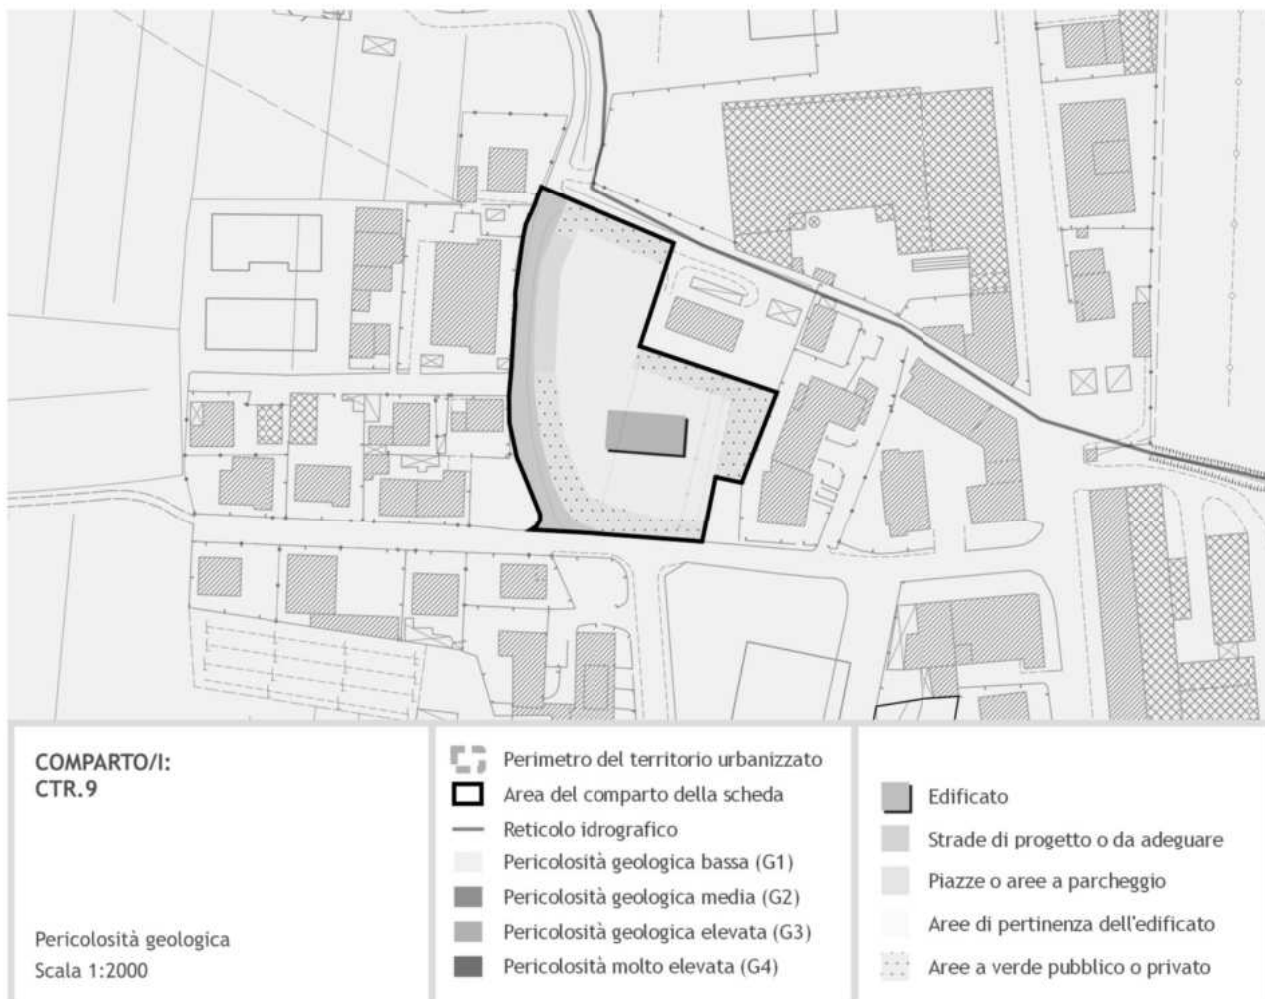 COMPARTO/I:
CTR.9
Pericolosità geologica
Scala 1:2000
Perimetro del territorio urbanizzato
Area del comparto della scheda
Reticolo idrografico
Pericolosità geologica bassa (G1)
Pericolosità geologica media (G2)
Pericolosità geologica elevata (G3)
Pericolosità molto elevata (G4)
Edificato
Strade di progetto o da adeguare
Piazze o aree a parcheggio
Aree di pertinenza dell'edificato
Aree a verde pubblico o privato